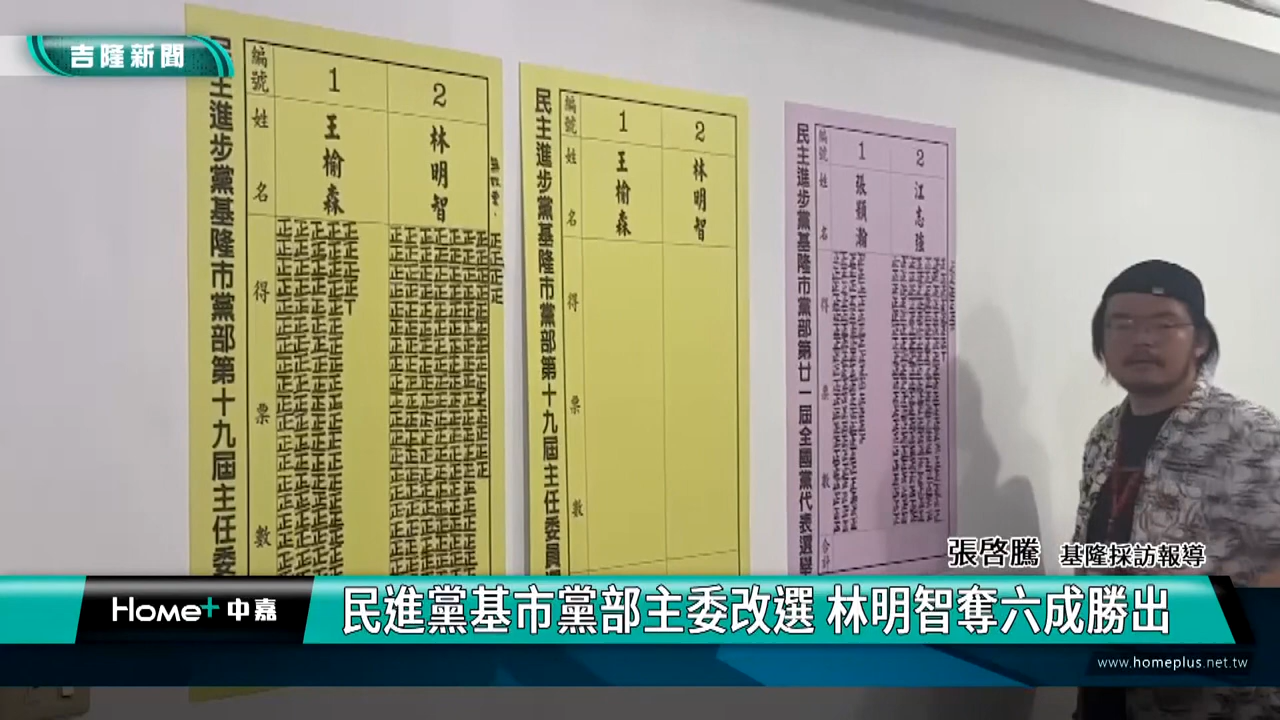 吉隆新聞
民主進步黨基隆市黨部第十九屆主任委
編號 1 2
姓名 王榆森 林明智
得票數
民主進步黨基隆市黨部第十九屆主任委員選
編號 1 2
姓名 王榆森 林明智
得票數
民主進步黨基隆市黨部第廿一屆全國黨代表選舉
編號 1 2
姓名 張顥瀚 江志
得票數
合計
張啓騰 基隆採訪報導
Home+中嘉
民進黨基市黨部主委改選 林明智奪六成勝出
www.homeplus.net.tw